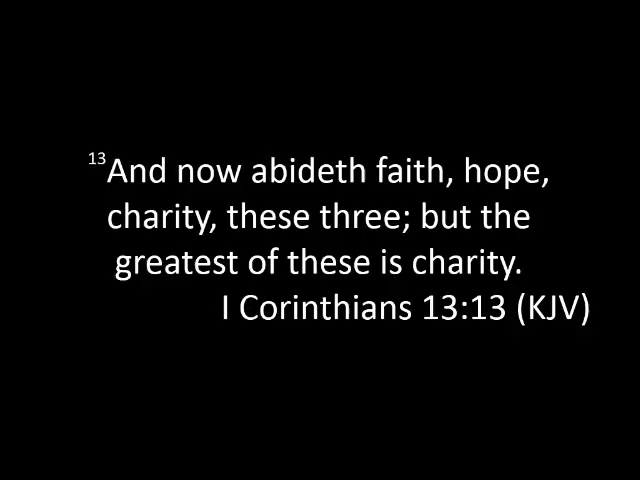 13And now abideth faith, hope,
charity, these three; but the
greatest of these is charity.
I Corinthians 13:13 (KJV)